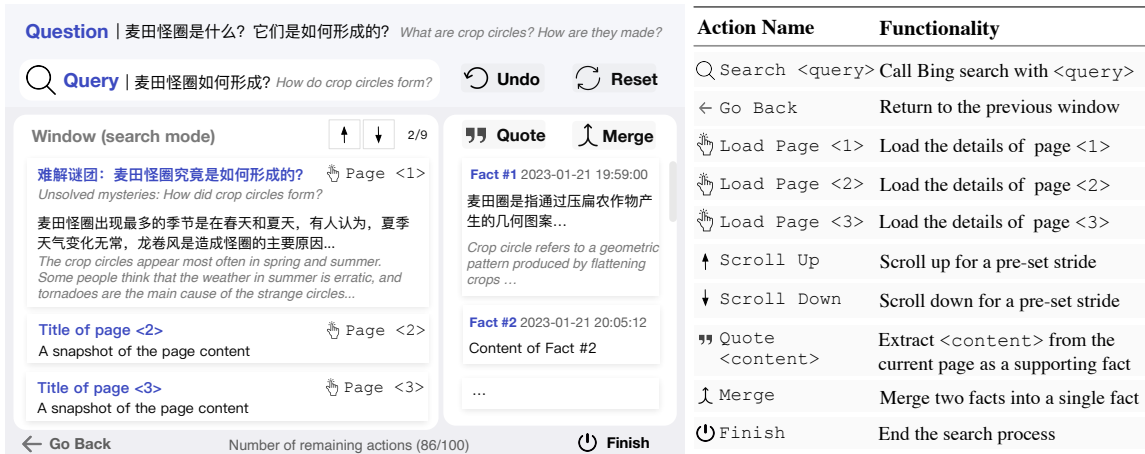 Question | 麦田怪圈是什么？它们是如何形成的？ What are crop circles? How are they made?
Query | 麦田怪圈如何形成? How do crop circles form?
Undo
Reset
Window (search mode)
2/9
难解谜团：麦田怪圈究竟是如何形成的? Page <1>
Unsolved mysteries: How did crop circles form?
麦田怪圈出现最多的季节是在春天和夏天，有人认为，夏季
天气变化无常，龙卷风是造成怪圈的主要原因...
The crop circles appear most often in spring and summer.
Some people think that the weather in summer is erratic, and
tornadoes are the main cause of the strange circles...
Title of page <2> Page <2>
A snapshot of the page content
Title of page <3> Page <3>
A snapshot of the page content
Quote
Merge
Fact #1 2023-01-21 19:59:00
麦田圈是指通过压扁农作物产
生的几何图案…
Crop circle refers to a geometric
pattern produced by flattening
crops …
Fact #2 2023-01-21 20:05:12
Content of Fact #2
...
Go Back
Number of remaining actions (86/100)
Finish
Action Name Functionality
Search <query> Call Bing search with <query>
Go Back Return to the previous window
Load Page <1> Load the details of page <1>
Load Page <2> Load the details of page <2>
Load Page <3> Load the details of page <3>
Scroll Up Scroll up for a pre-set stride
Scroll Down Scroll down for a pre-set stride
Quote Extract <content> from the
<content> current page as a supporting fact
Merge Merge two facts into a single fact
Finish End the search process